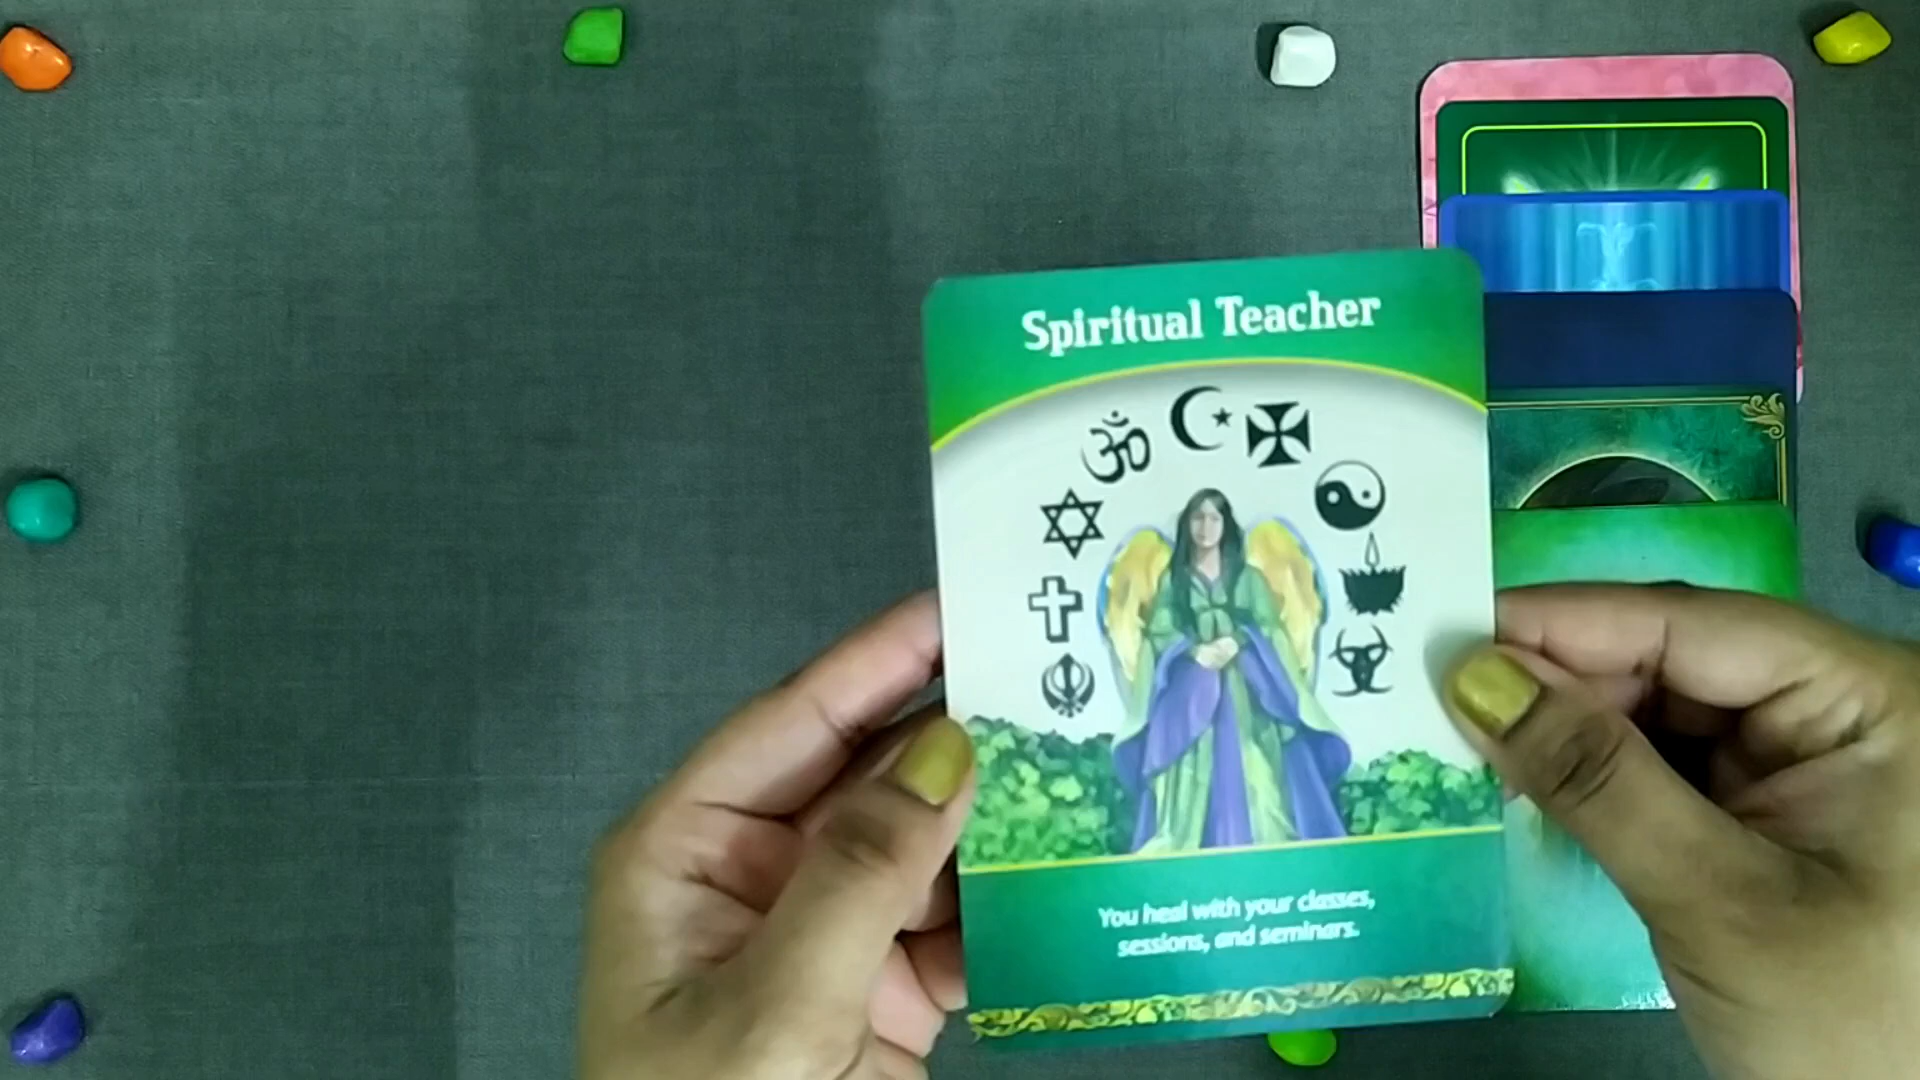 Spiritual Teacher
You heal with your classes,
sessions, and seminars.